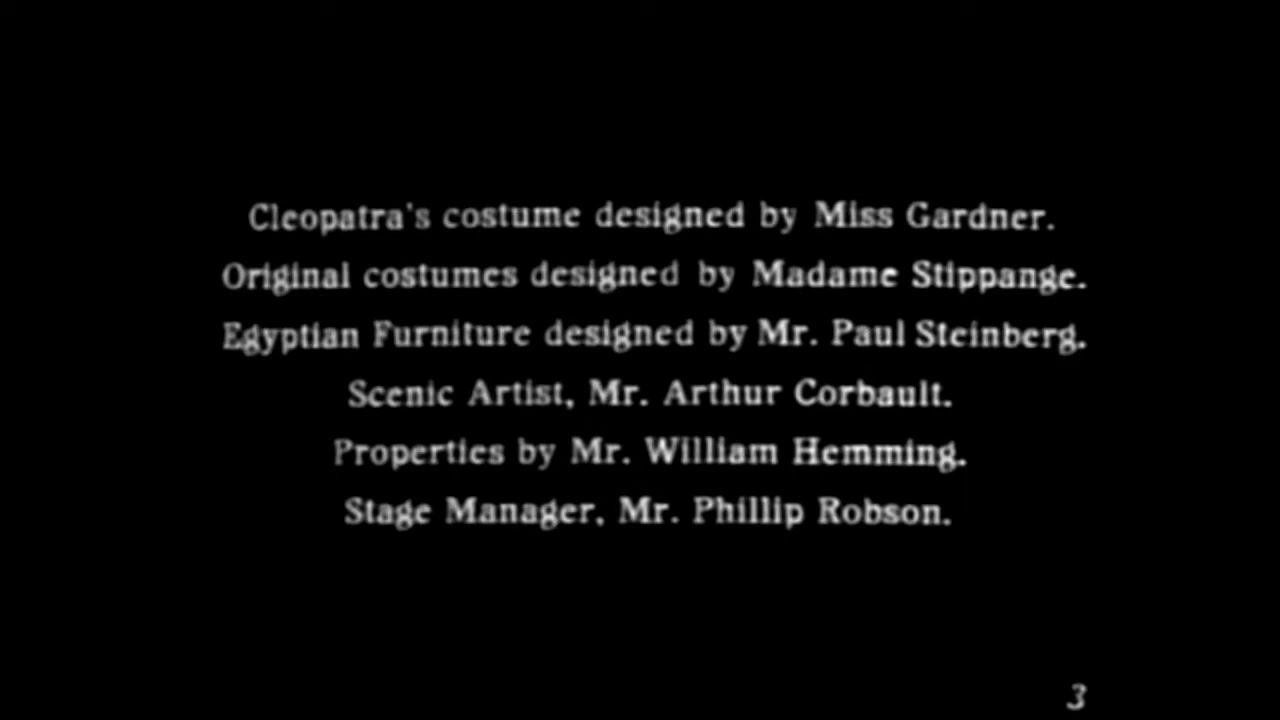 Cleopatra's costume designed by Miss Gardner.
Original costumes designed by Madame Stippange.
Egyptian Furniture designed by Mr. Paul Steinberg.
Scenic Artist, Mr. Arthur Corbault.
Properties by Mr. William Hemming.
Stage Manager, Mr. Phillip Robson.
3